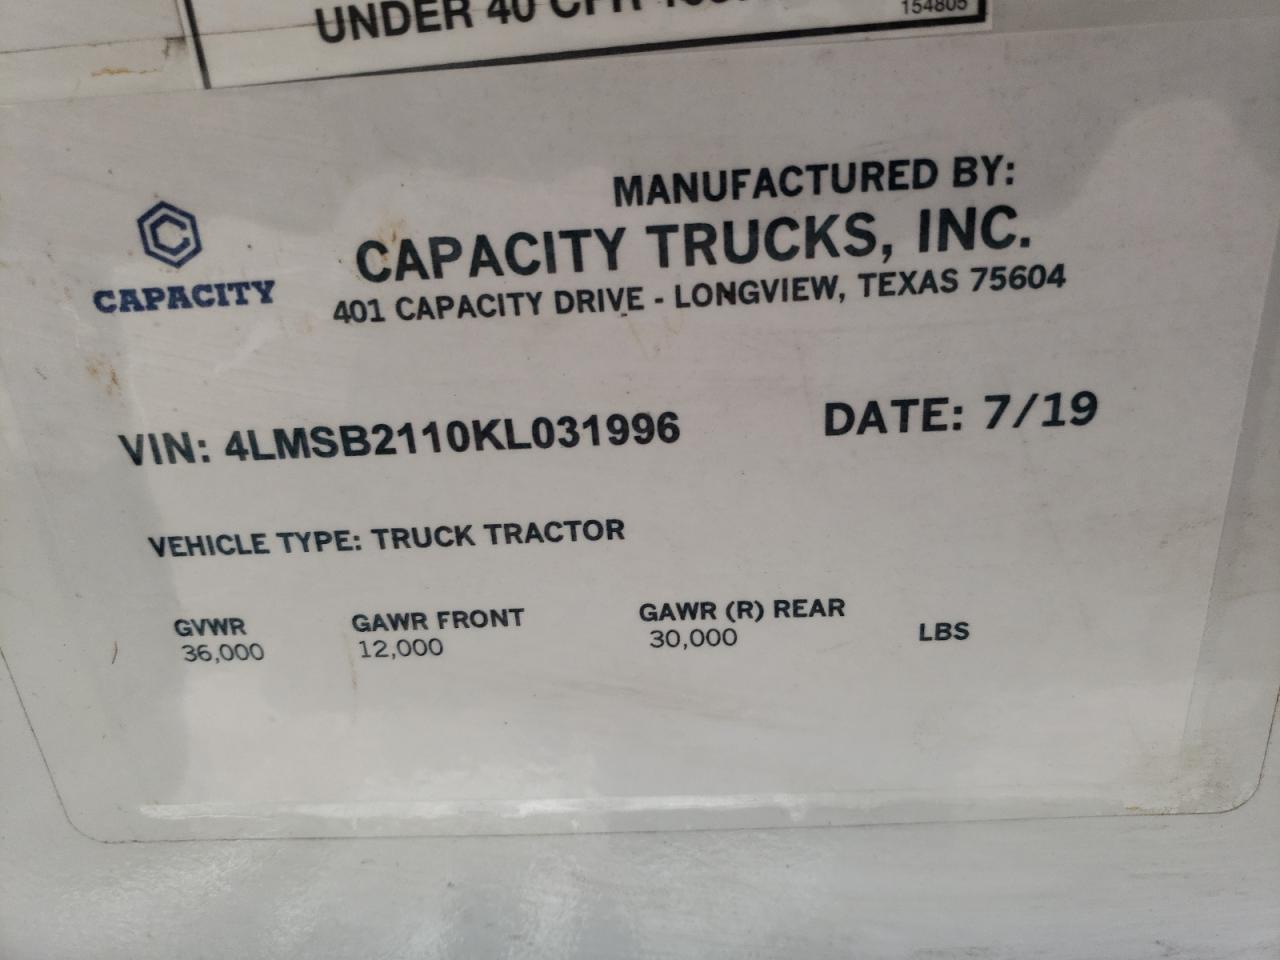 UNDER 40 CFR
154805
MANUFACTURED BY:
CAPACITY TRUCKS, INC.
401 CAPACITY DRIVE - LONGVIEW, TEXAS 75604
CAPACITY
VIN: 4LMSB2110KL031996
DATE: 7/19
VEHICLE TYPE: TRUCK TRACTOR
GVWR GAWR FRONT GAWR (R) REAR
36,000 12,000 30,000 LBS